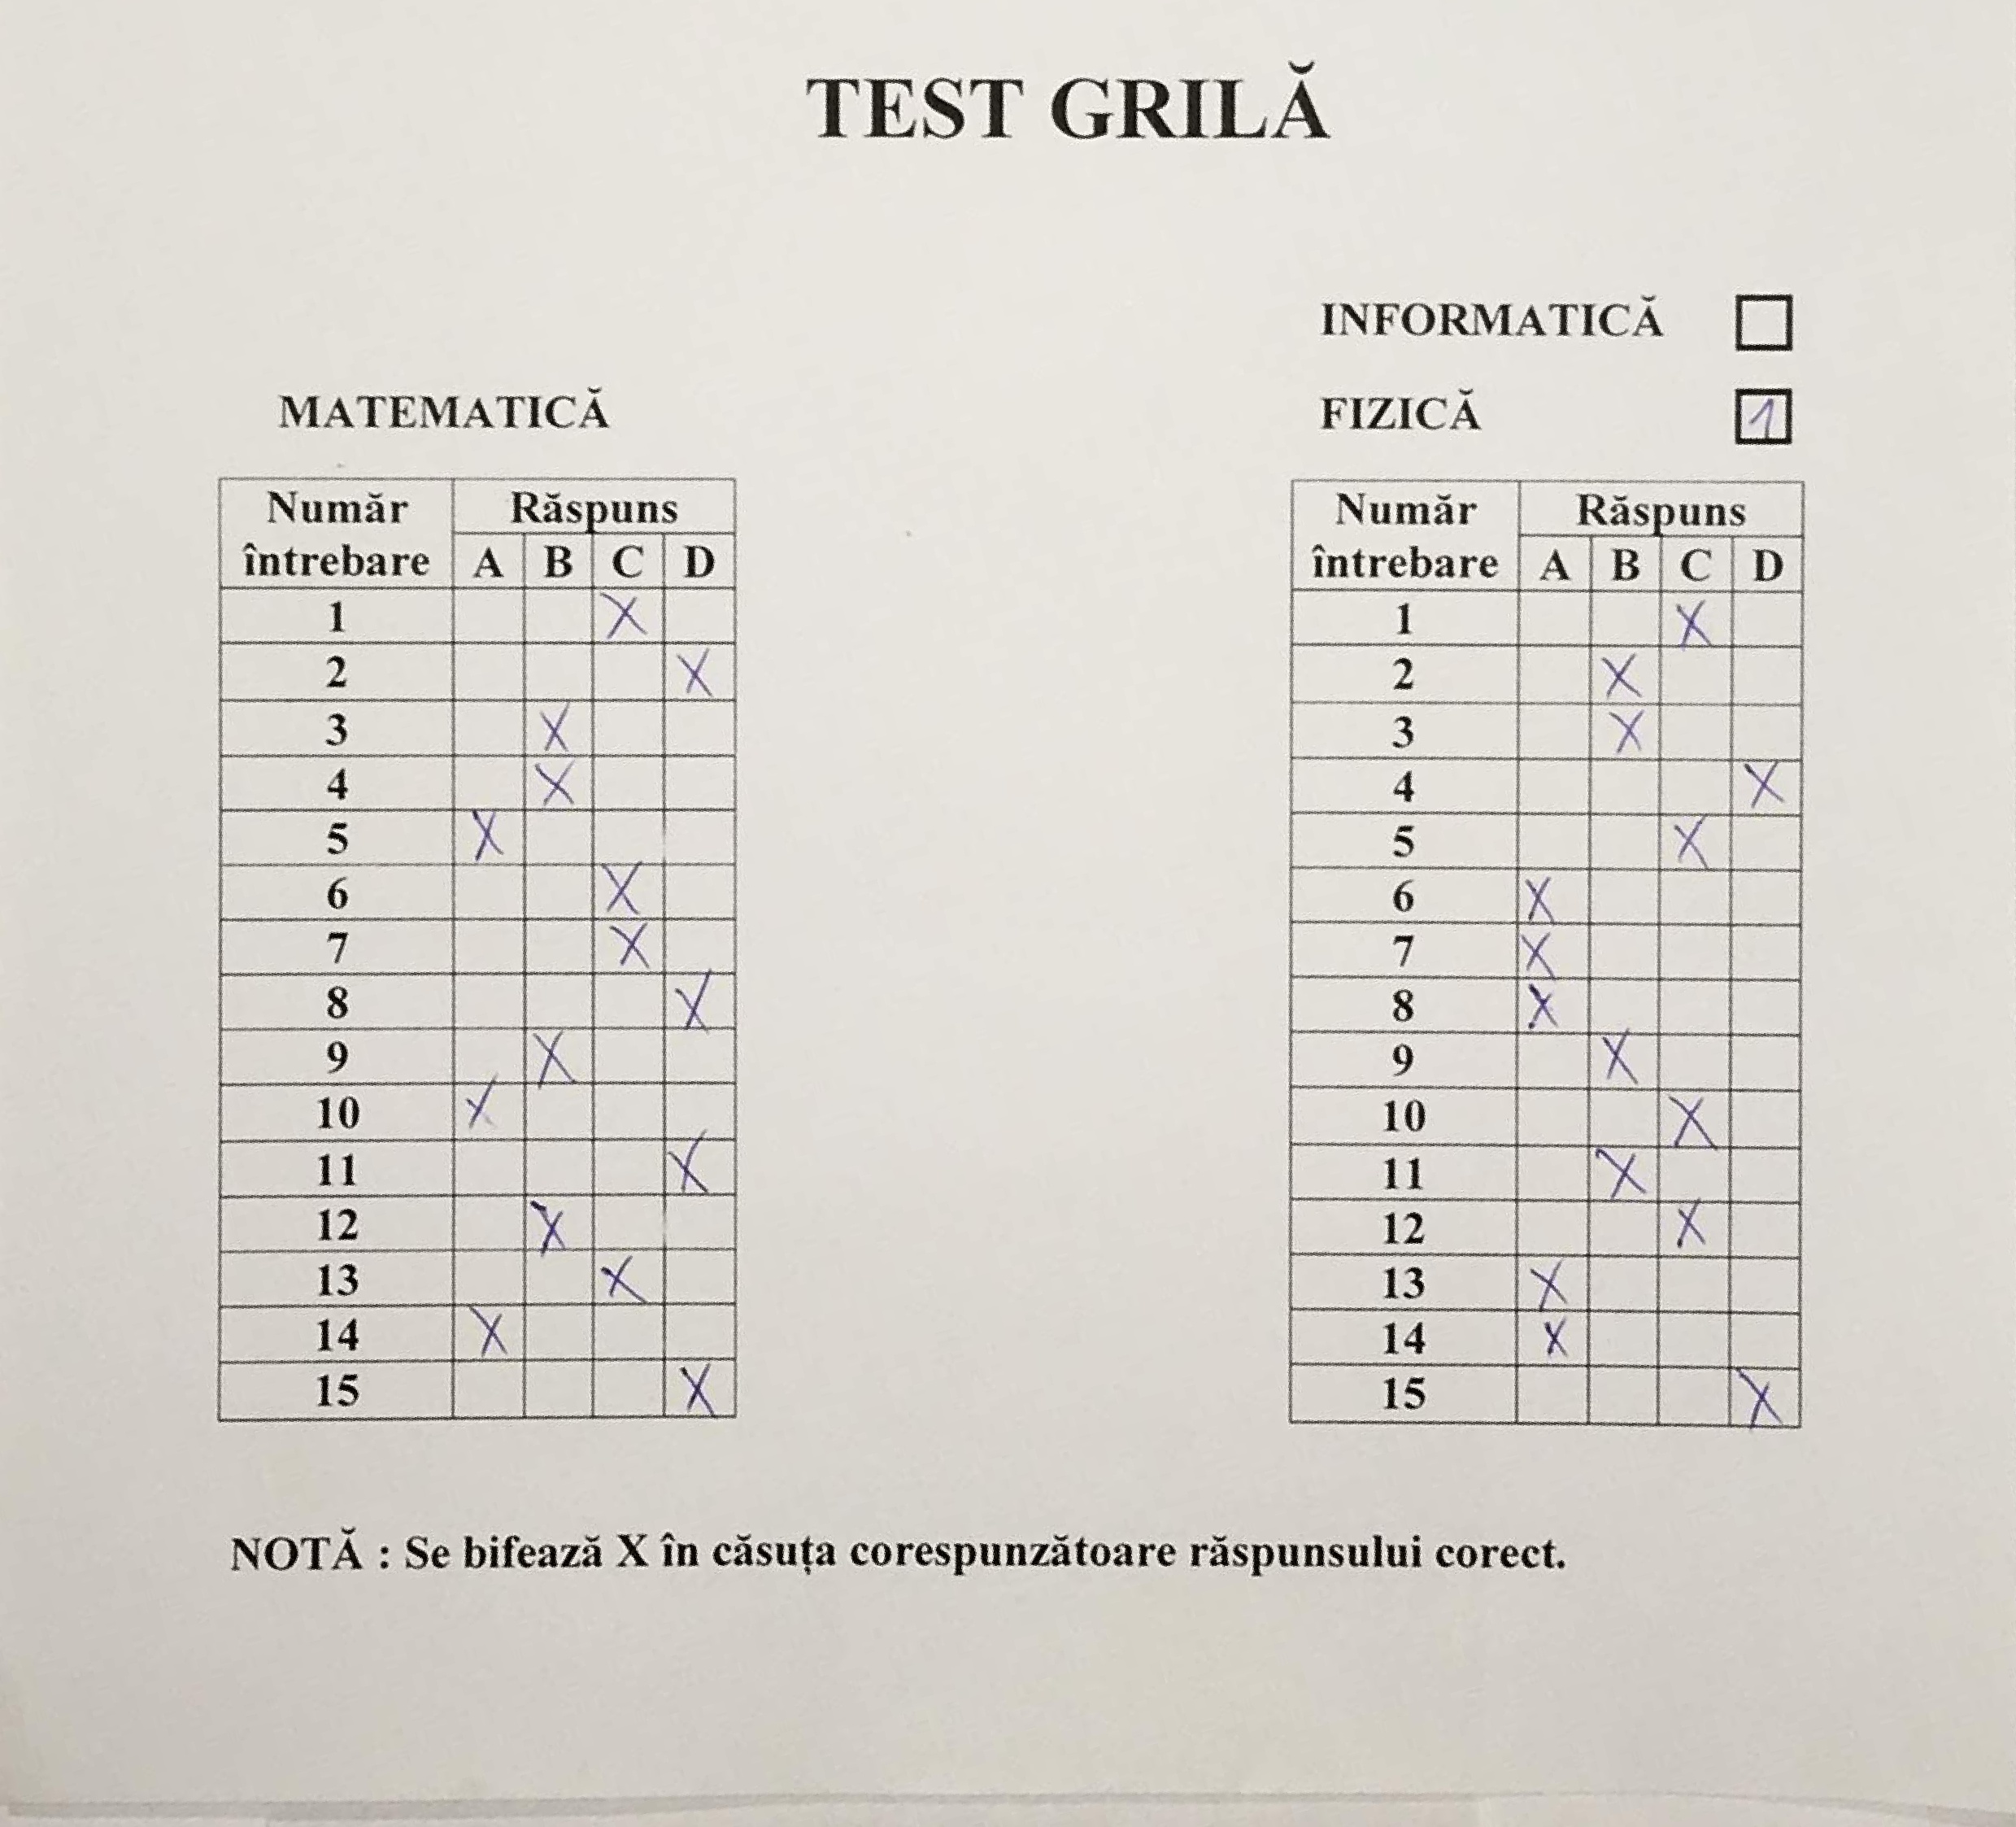 TEST GRILĂ
INFORMATICĂ
MATEMATICĂ
FIZICĂ 1
Număr întrebare Răspuns
A B C D
1 X
2 X
3 X
4 X
5 X
6 X
7 X
8 X
9 X
10 X
11 X
12 X
13 X
14 X
15 X
Număr întrebare Răspuns
A B C D
1 X
2 X
3 X
4 X
5 X
6 X
7 X
8 X
9 X
10 X
11 X
12 X
13 X
14 X
15 X
NOTĂ : Se bifează X în căsuța corespunzătoare răspunsului corect.